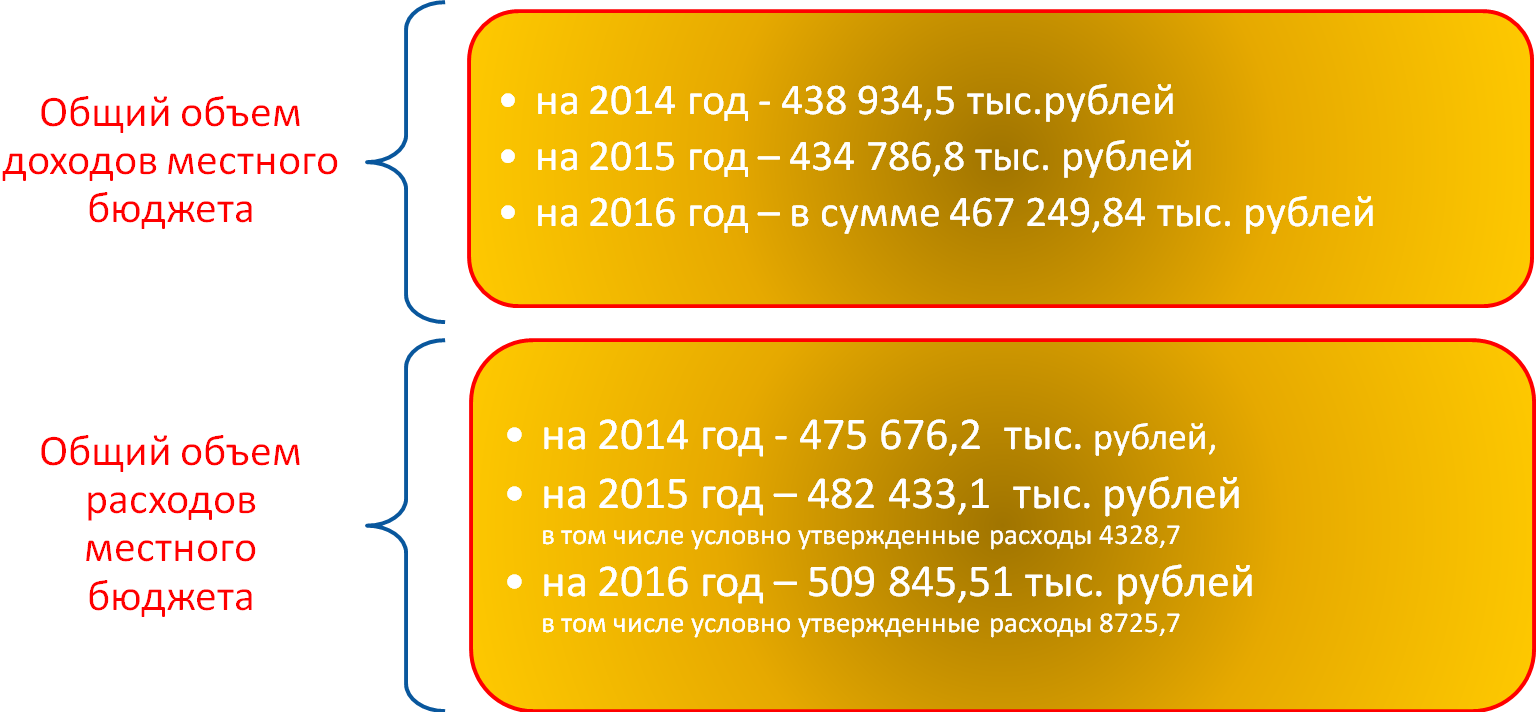 Общий объем
доходов местного
бюджета
• на 2014 год - 438 934,5 тыс.рублей
• на 2015 год – 434 786,8 тыс. рублей
• на 2016 год – в сумме 467 249,84 тыс. рублей
Общий объем
расходов
местного
бюджета
• на 2014 год - 475 676,2 тыс. рублей,
• на 2015 год – 482 433,1 тыс. рублей
в том числе условно утвержденные расходы 4328,7
• на 2016 год – 509 845,51 тыс. рублей
в том числе условно утвержденные расходы 8725,7